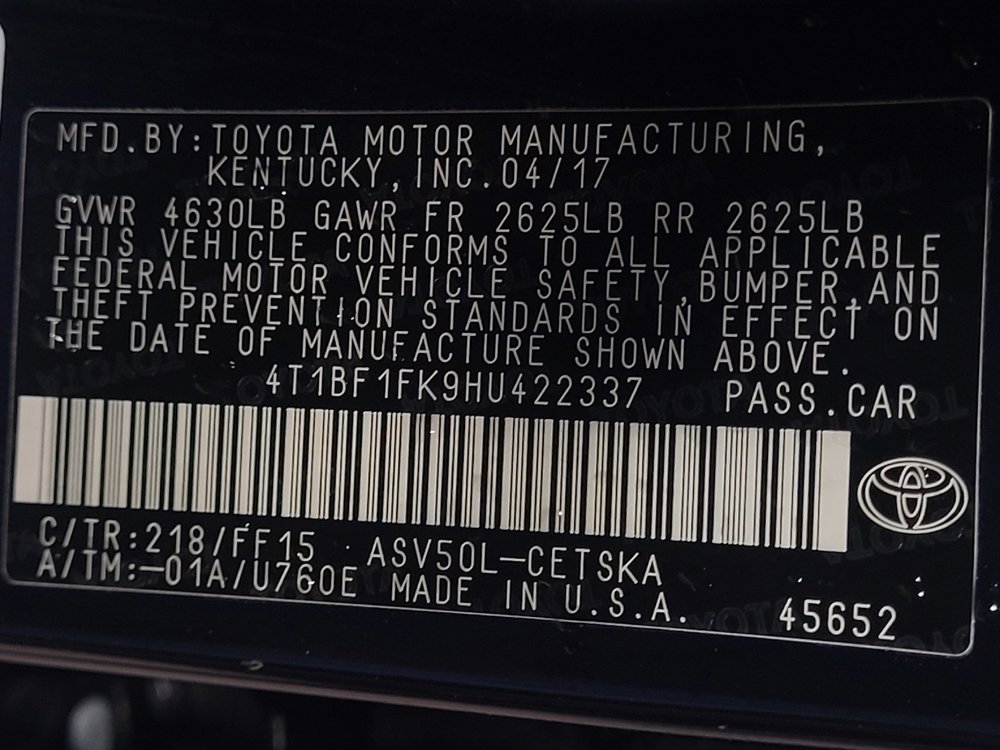 MFD.BY:TOYOTA MOTOR MANUFACTURING,
KENTUCKY,INC.04/17
GVWR 4630LB GAWR FR 2625LB RR 2625LB
THIS VEHICLE CONFORMS TO ALL APPLICABLE
FEDERAL MOTOR VEHICLE SAFETY,BUMPER,AND
THEFT PREVENTION STANDARDS IN EFFECT ON
THE DATE OF MANUFACTURE SHOWN ABOVE.
4T1BF1FK9HU422337 PASS.CAR
C/TR:218/FF15 ASV50L-CETSKA
A/TM:-01A/U760E MADE IN U.S.A. 45652